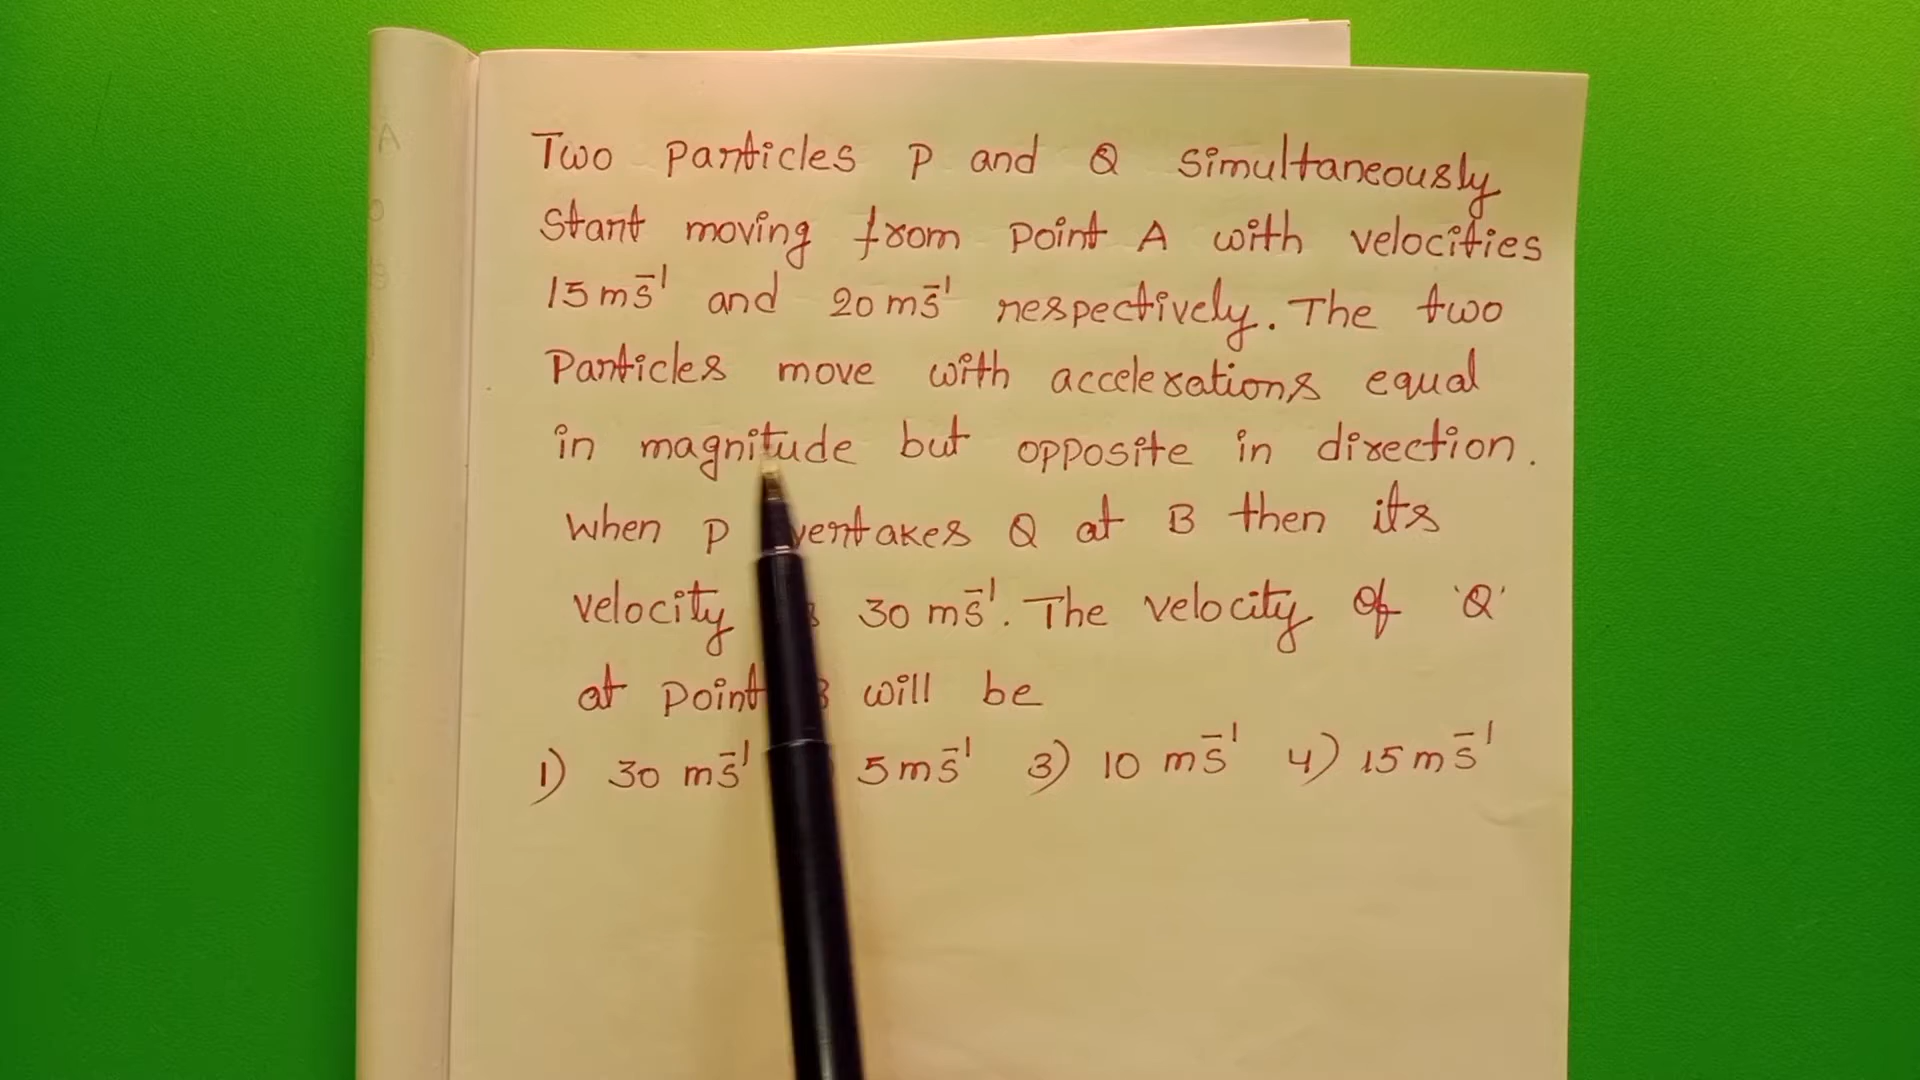 Two particles P and Q simultaneously
start moving from point A with velocities
15 ms⁻¹ and 20 ms⁻¹ respectively. The two
Particles move with accelerations equal
in magnitude but opposite in direction.
when P overtakes Q at B then its
velocity 30 ms⁻¹. The velocity of 'Q'
at point B will be
1) 30 ms⁻¹ 5 ms⁻¹ 3) 10 ms⁻¹ 4) 15 ms⁻¹